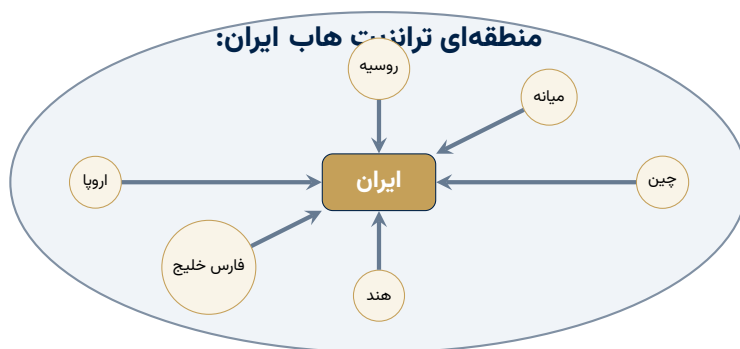 منطقه‌ای ترانزیت هاب ایران:
روسیه
میانه
ایران
چین
اروپا
فارس خلیج
هند